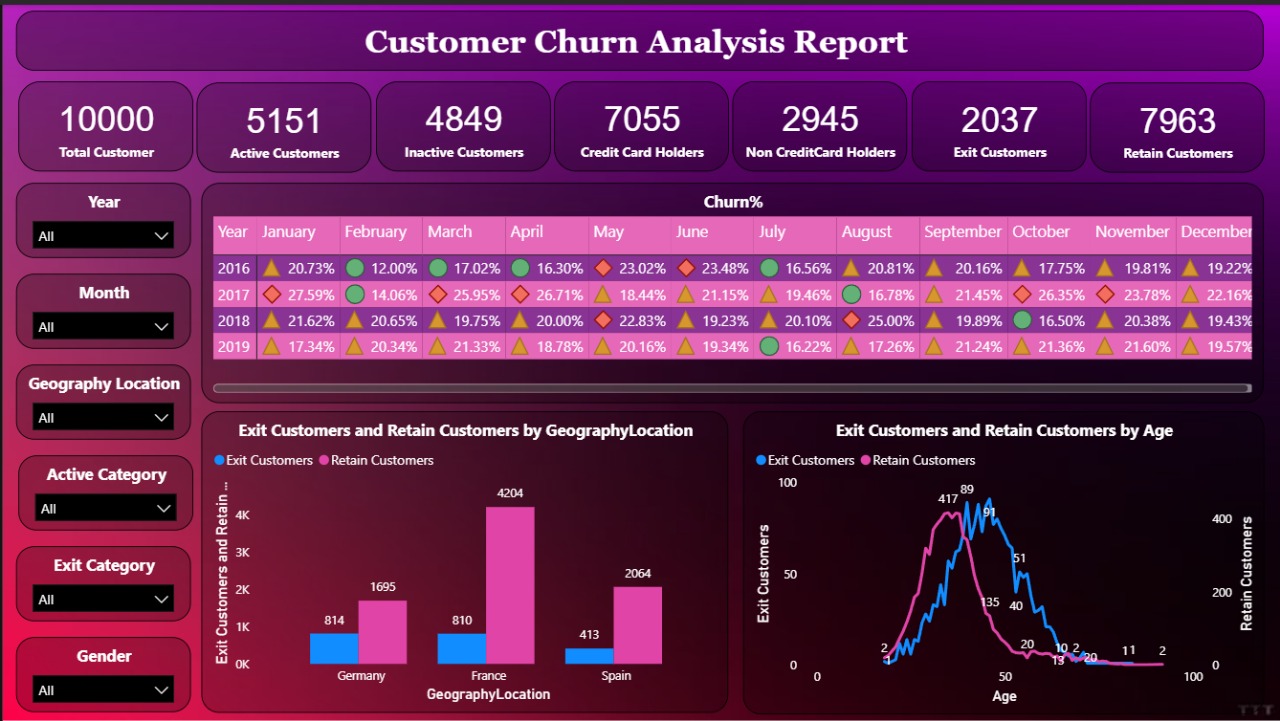 Customer Churn Analysis Report
10000
Total Customer
5151
Active Customers
4849
Inactive Customers
7055
Credit Card Holders
2945
Non CreditCard Holders
2037
Exit Customers
7963
Retain Customers
Year
All
Month
All
Geography Location
All
Active Category
All
Exit Category
All
Gender
All
Churn%
Year January February March April May June July August September October November December
2016 20.73% 12.00% 17.02% 16.30% 23.02% 23.48% 16.56% 20.81% 20.16% 17.75% 19.81% 19.22%
2017 27.59% 14.06% 25.95% 26.71% 18.44% 21.15% 19.46% 16.78% 21.45% 26.35% 23.78% 22.16%
2018 21.62% 20.65% 19.75% 20.00% 22.83% 19.23% 20.10% 25.00% 19.89% 16.50% 20.38% 19.43%
2019 17.34% 20.34% 21.33% 18.78% 20.16% 19.34% 16.22% 17.26% 21.24% 21.36% 21.60% 19.57%
Exit Customers and Retain Customers by GeographyLocation
Exit Customers Retain Customers
Exit Customers and Retain ...
4K
3K
2K
1K
0K
814
1695
810
4204
413
2064
Germany France Spain
GeographyLocation
Exit Customers and Retain Customers by Age
Exit Customers Retain Customers
Exit Customers
100
50
0
417
89
91
51
135
40
20
2
1
10
13
2
20
11
2
400
200
0
Retain Customers
0 50 100
Age